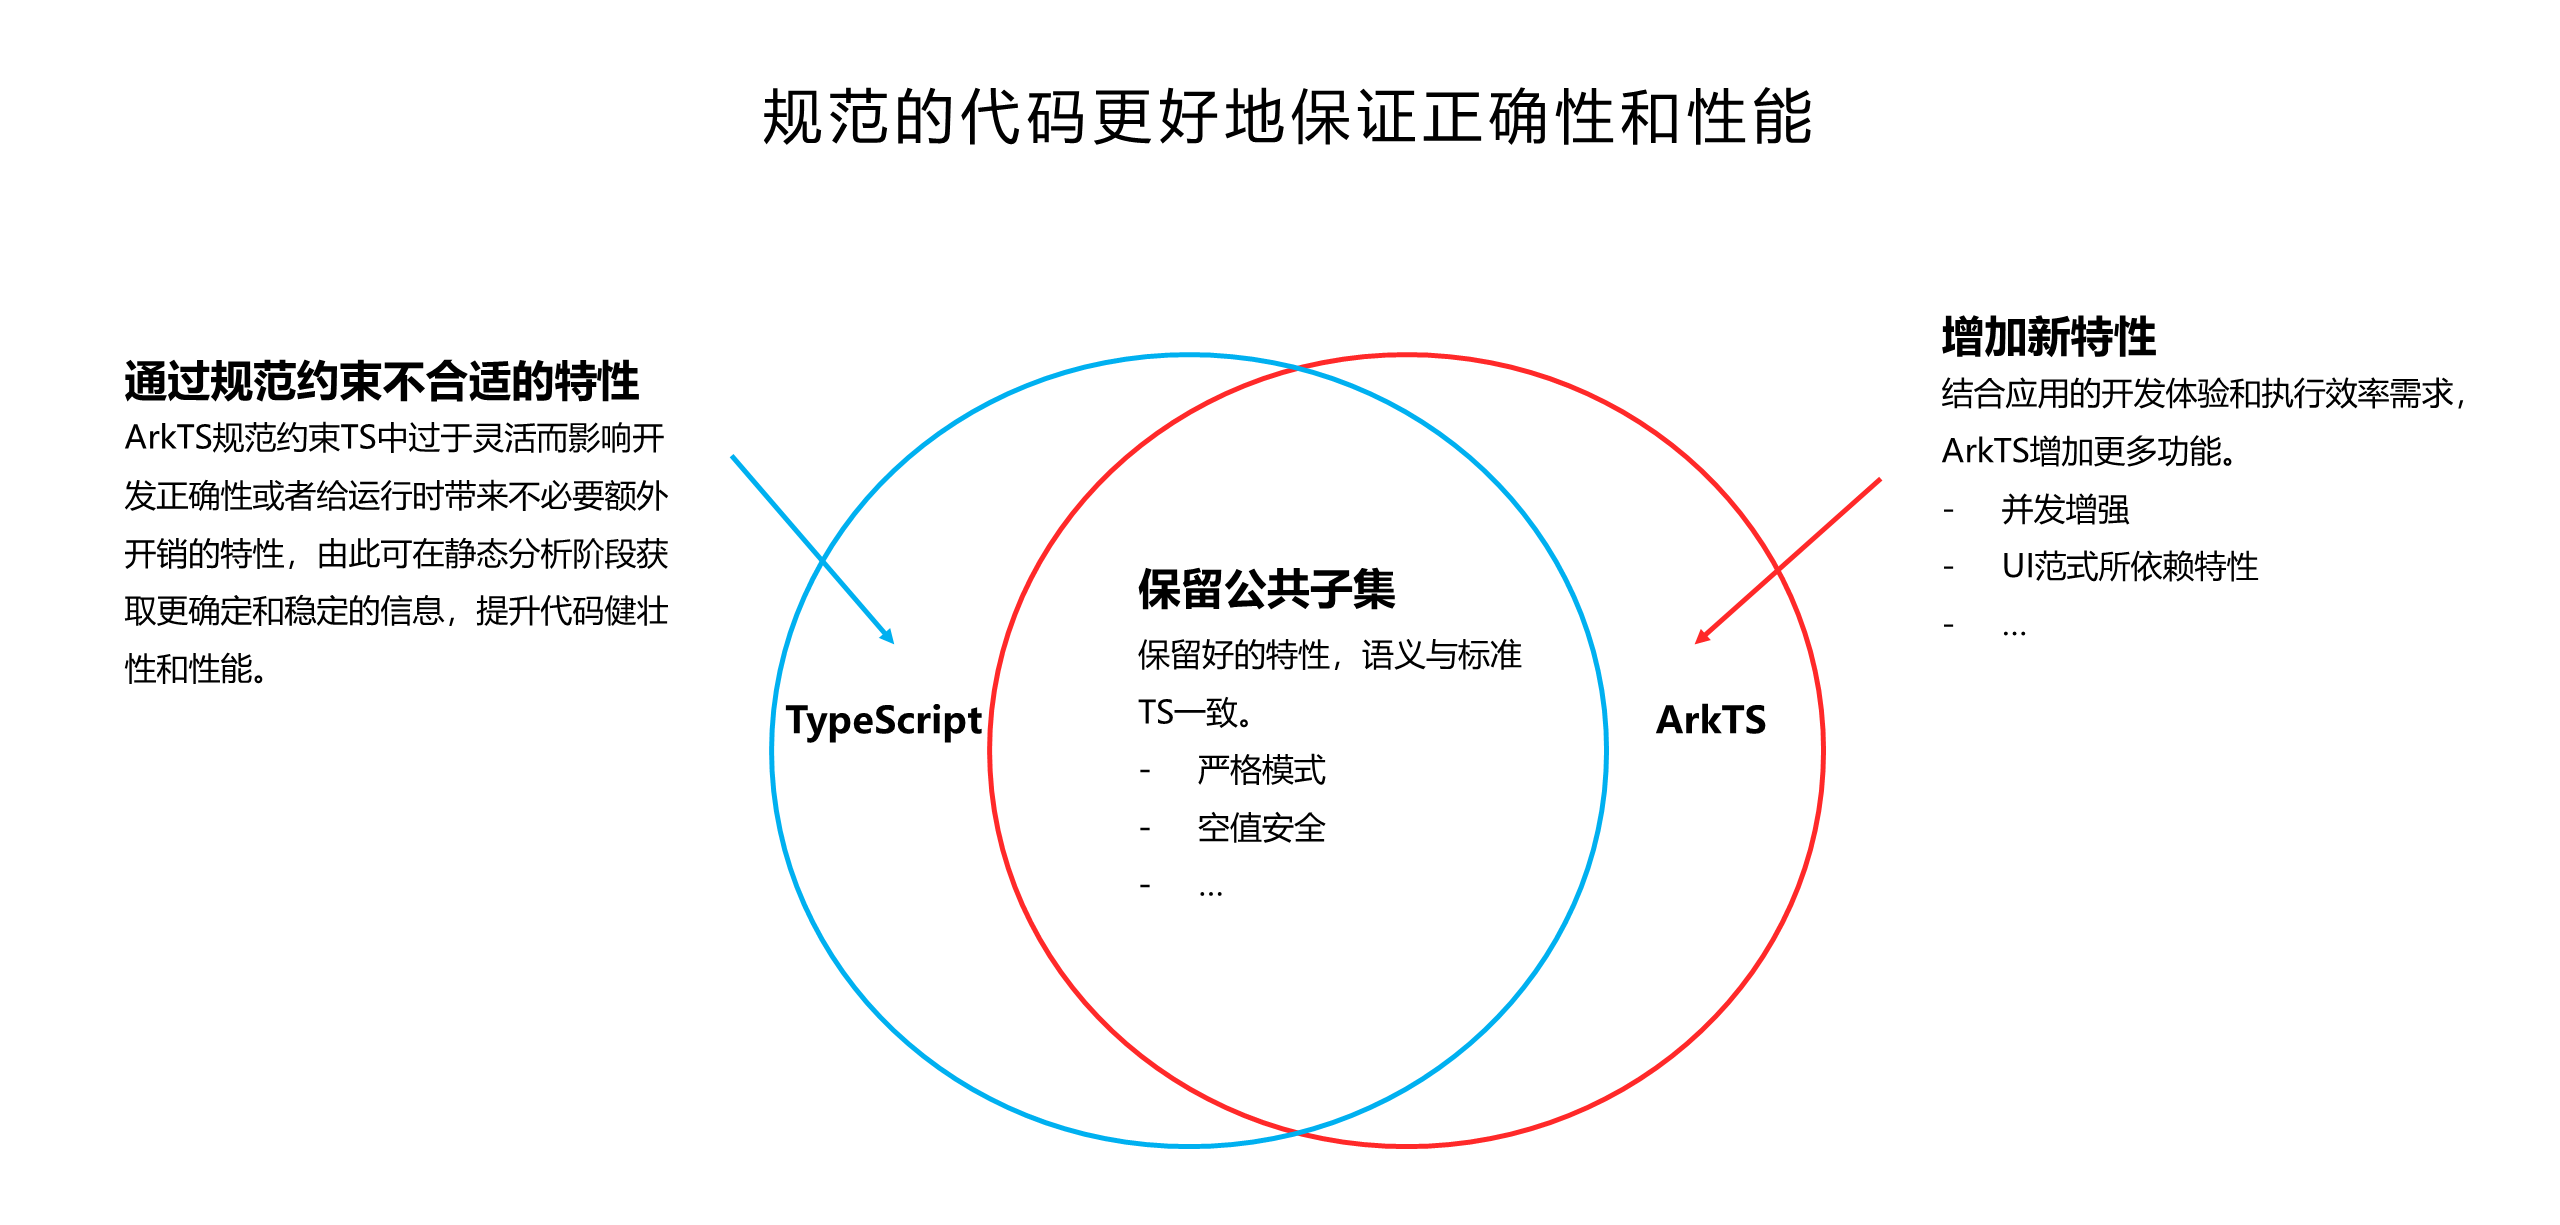 规范的代码更好地保证正确性和性能
通过规范约束不合适的特性
ArkTS规范约束TS中过于灵活而影响开
发正确性或者给运行时带来不必要额外
开销的特性，由此可在静态分析阶段获
取更确定和稳定的信息，提升代码健壮
性和性能。
TypeScript
保留公共子集
保留好的特性，语义与标准
TS一致。
- 严格模式
- 空值安全
- ...
ArkTS
增加新特性
结合应用的开发体验和执行效率需求，
ArkTS增加更多功能。
- 并发增强
- UI范式所依赖特性
- ...